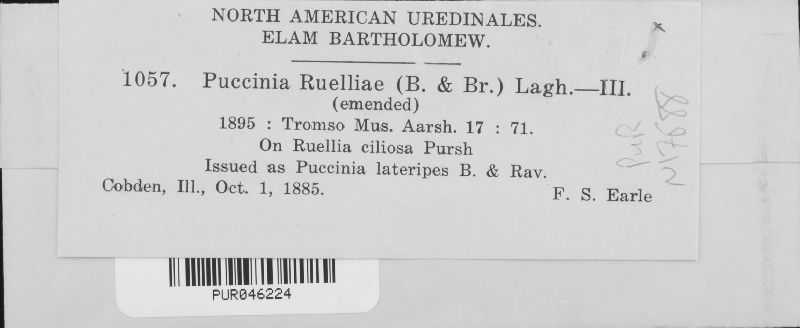 NORTH AMERICAN UREDINALES.
ELAM BARTHOLOMEW.
1057. Puccinia Ruelliae (B. & Br.) Lagh.—III.
(emended)
1895 : Tromso Mus. Aarsh. 17 : 71.
On Ruellia ciliosa Pursh
Issued as Puccinia lateripes B. & Rav.
Cobden, Ill., Oct. 1, 1885.
F. S. Earle
PUR
N17688
PUR046224